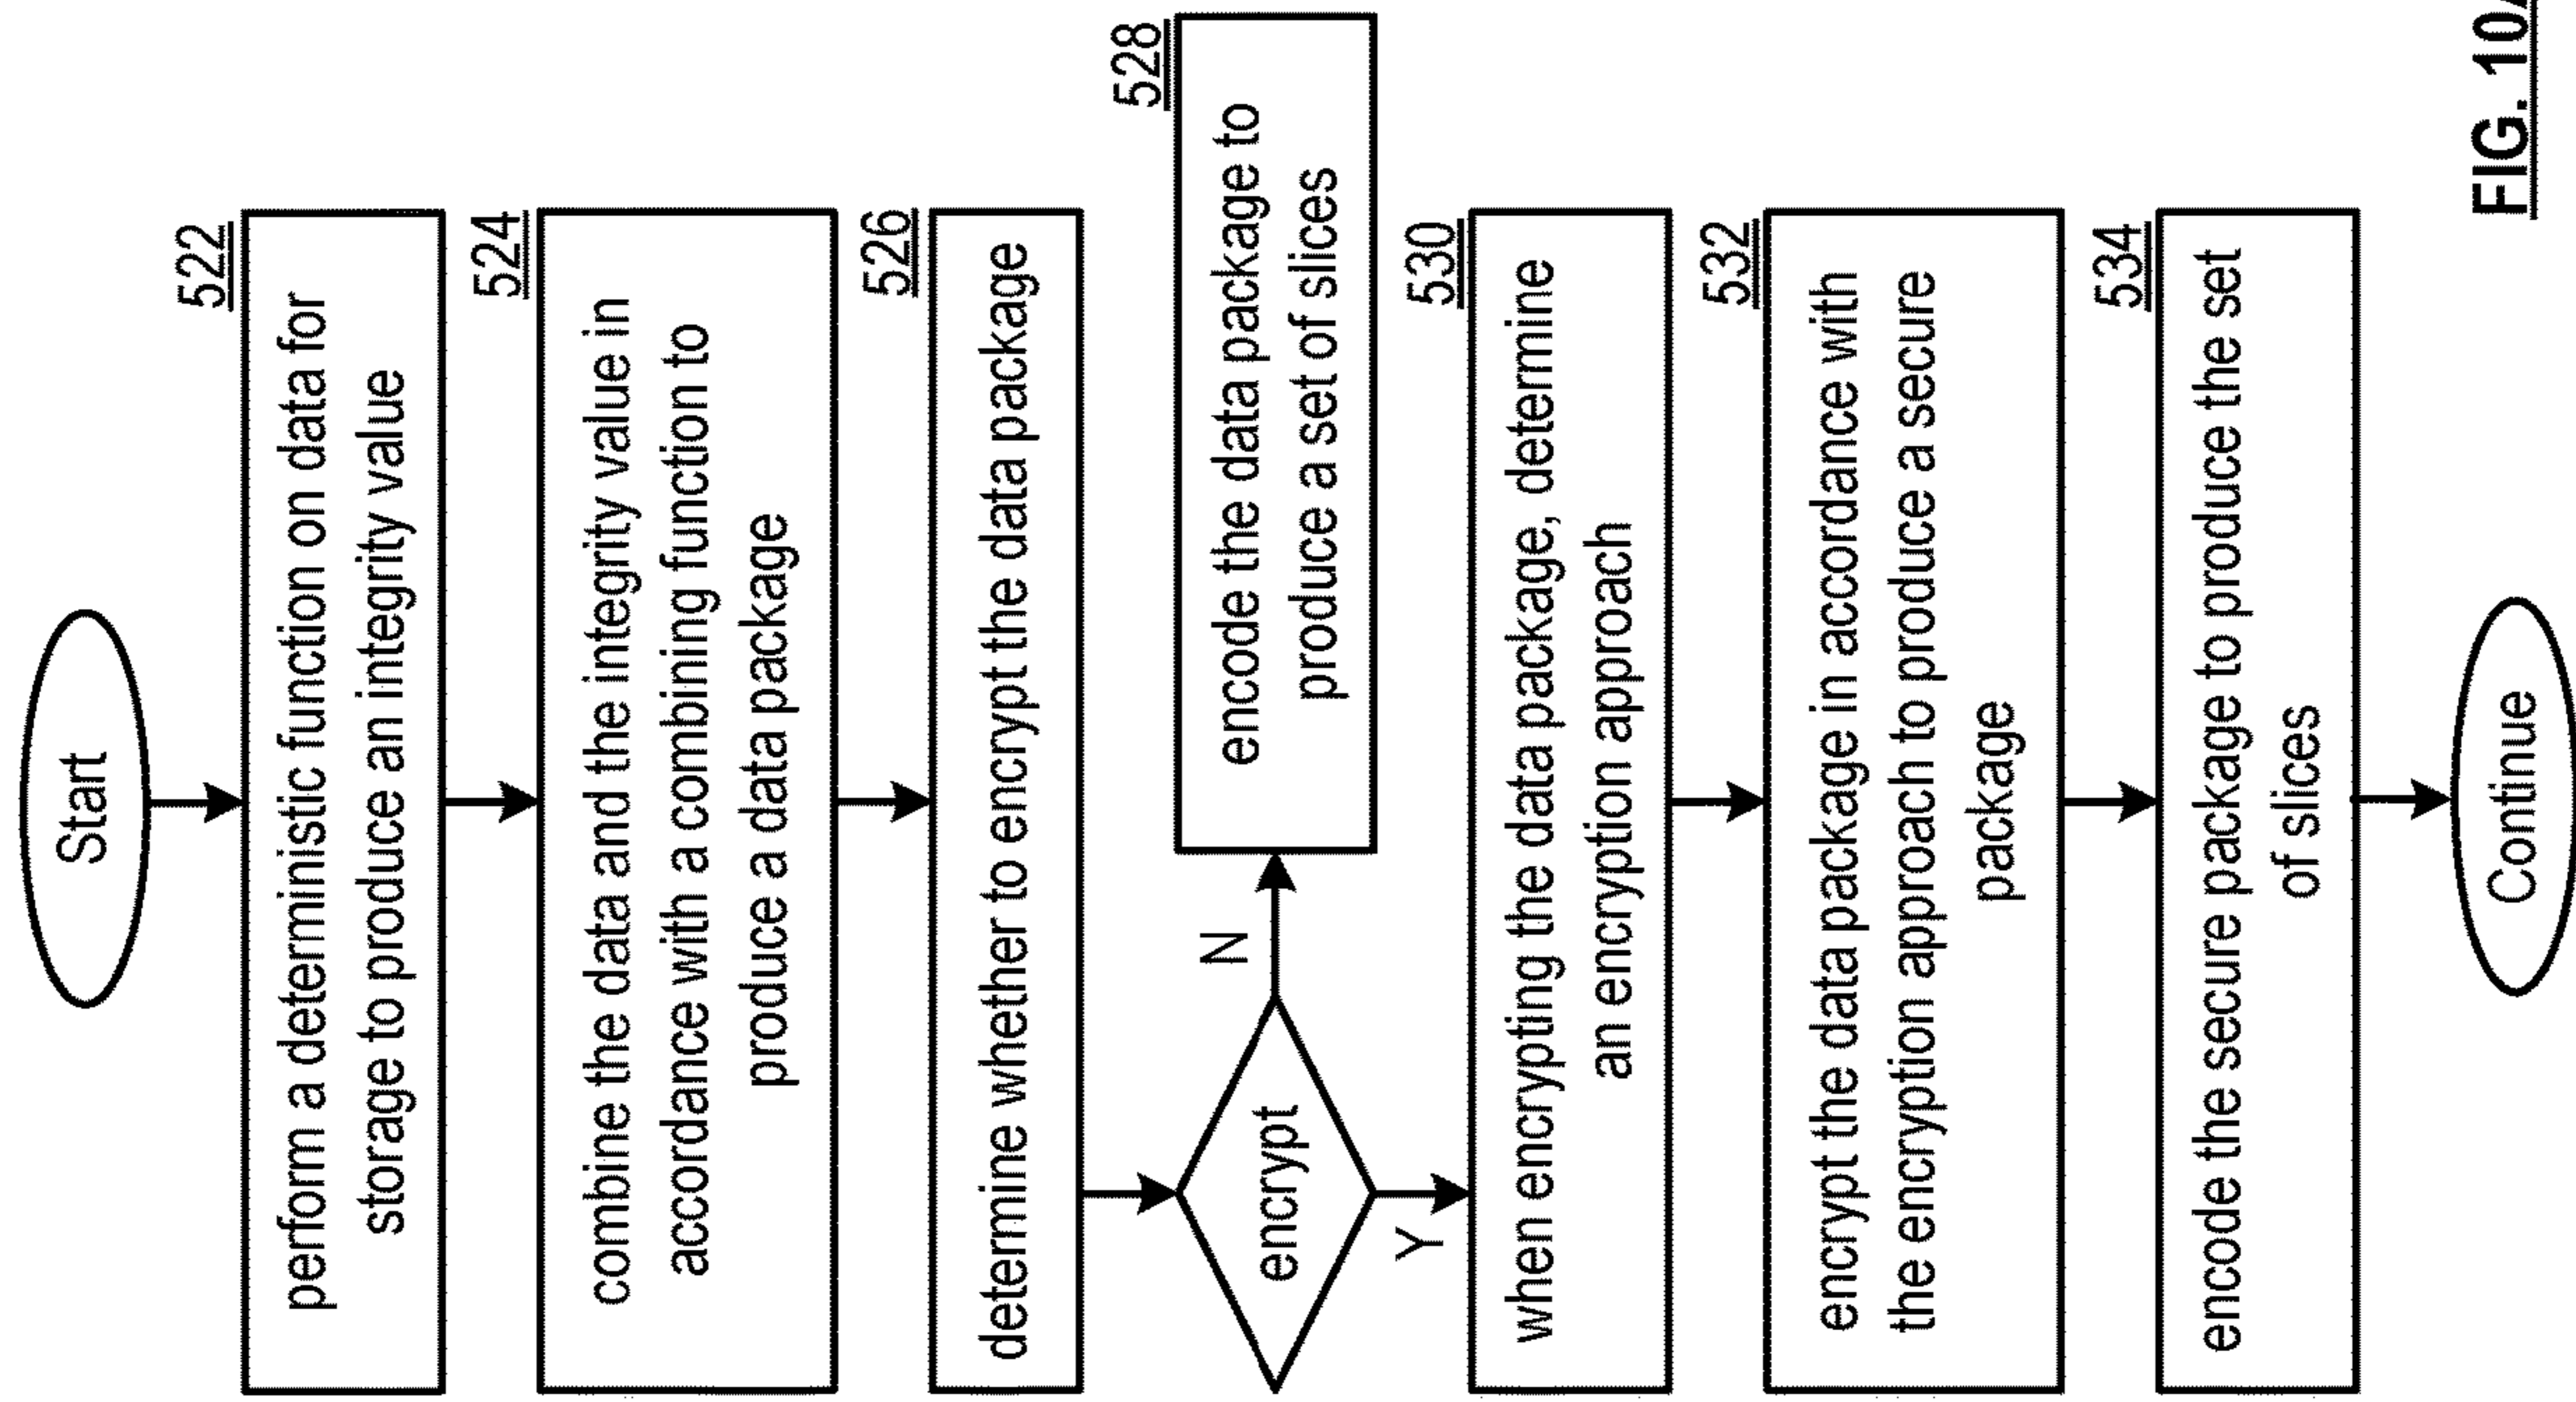 Start
522
perform a deterministic function on data for
storage to produce an integrity value
524
combine the data and the integrity value in
accordance with a combining function to
produce a data package
526
determine whether to encrypt the data package
encrypt
N
528
encode the data package to
produce a set of slices
Y
530
when encrypting the data package, determine
an encryption approach
532
encrypt the data package in accordance with
the encryption approach to produce a secure
package
534
encode the secure package to produce the set
of slices
Continue
FIG. 10A